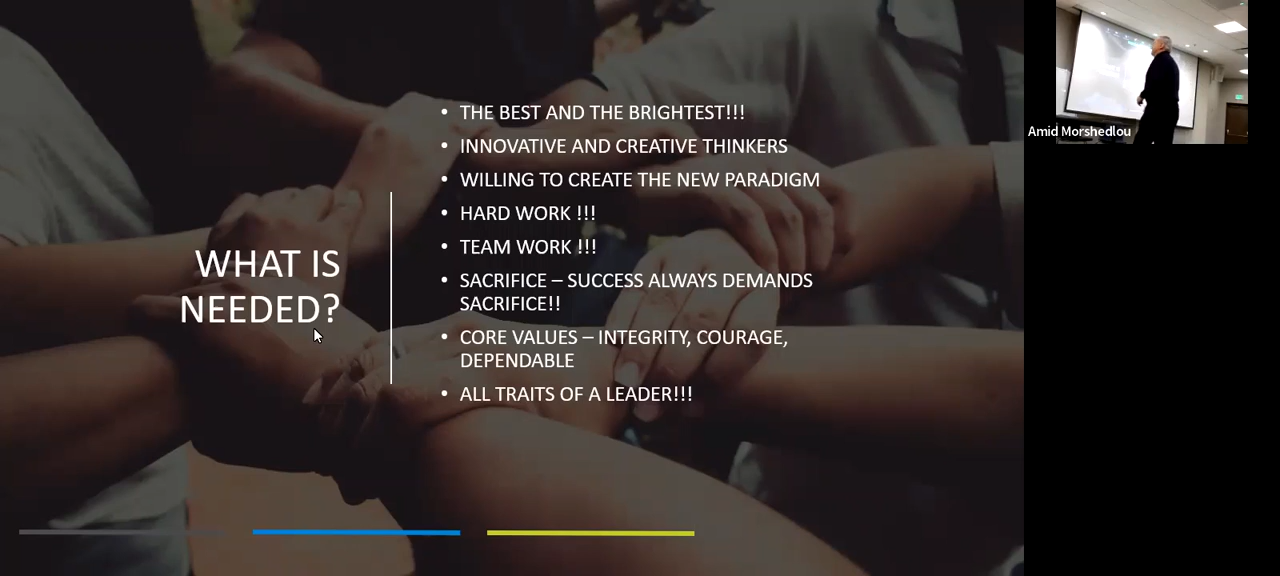 WHAT IS
NEEDED?
• THE BEST AND THE BRIGHTEST!!!
• INNOVATIVE AND CREATIVE THINKERS
• WILLING TO CREATE THE NEW PARADIGM
• HARD WORK !!!
• TEAM WORK !!!
• SACRIFICE – SUCCESS ALWAYS DEMANDS
SACRIFICE!!
• CORE VALUES – INTEGRITY, COURAGE,
DEPENDABLE
• ALL TRAITS OF A LEADER!!!
Amid Morshedlou